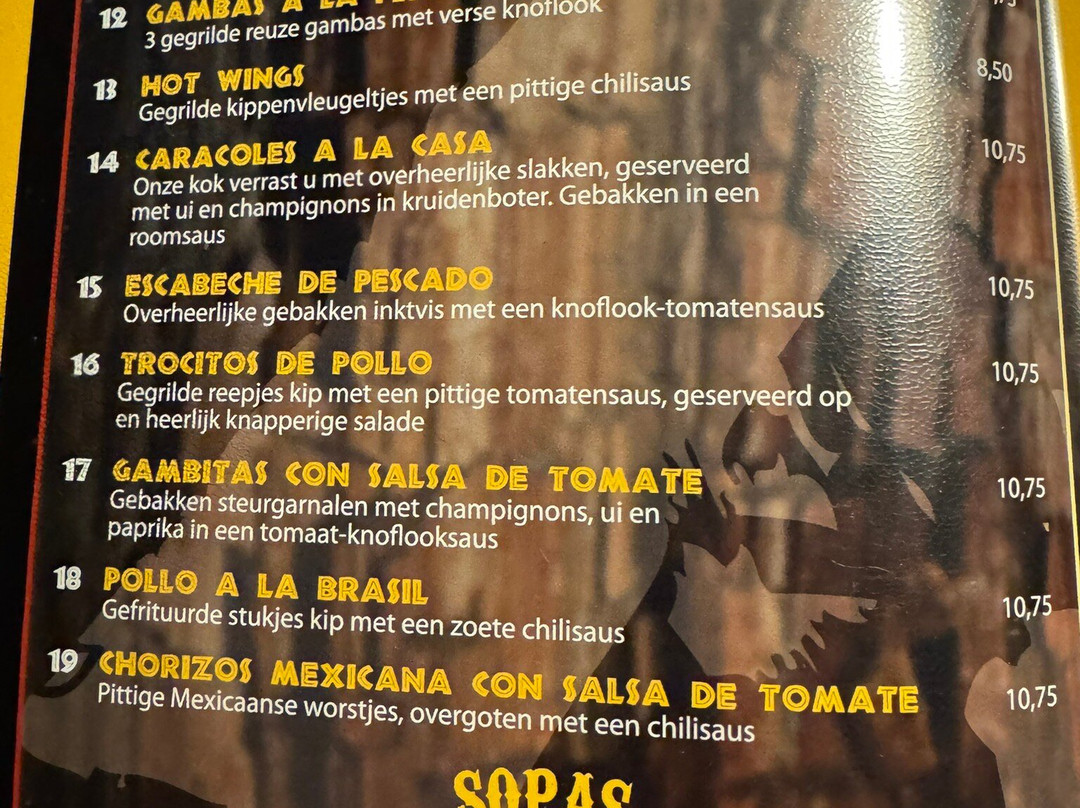 12 GAMBAS A LA
3 gegrilde reuze gambas met verse knoflook
13 HOT WINGS 8,50
Gegrilde kippenvleugeltjes met een pittige chilisaus
14 CARACOLES A LA CASA 10,75
Onze kok verrast u met overheerlijke slakken, geserveerd
met ui en champignons in kruidenboter. Gebakken in een
roomsaus
15 ESCABECHE DE PESCADO 10,75
Overheerlijke gebakken inktvis met een knoflook-tomatensaus
16 TROCITOS DE POLLO 10,75
Gegrilde reepjes kip met een pittige tomatensaus, geserveerd op
en heerlijk knapperige salade
17 GAMBITAS CON SALSA DE TOMATE 10,75
Gebakken steurgarnalen met champignons, ui en
paprika in een tomaat-knoflooksaus
18 POLLO A LA BRASIL 10,75
Gefrituurde stukjes kip met een zoete chilisaus
19 CHORIZOS MEXICANA CON SALSA DE TOMATE 10,75
Pittige Mexicaanse worstjes, overgoten met een chilisaus
SOPAS